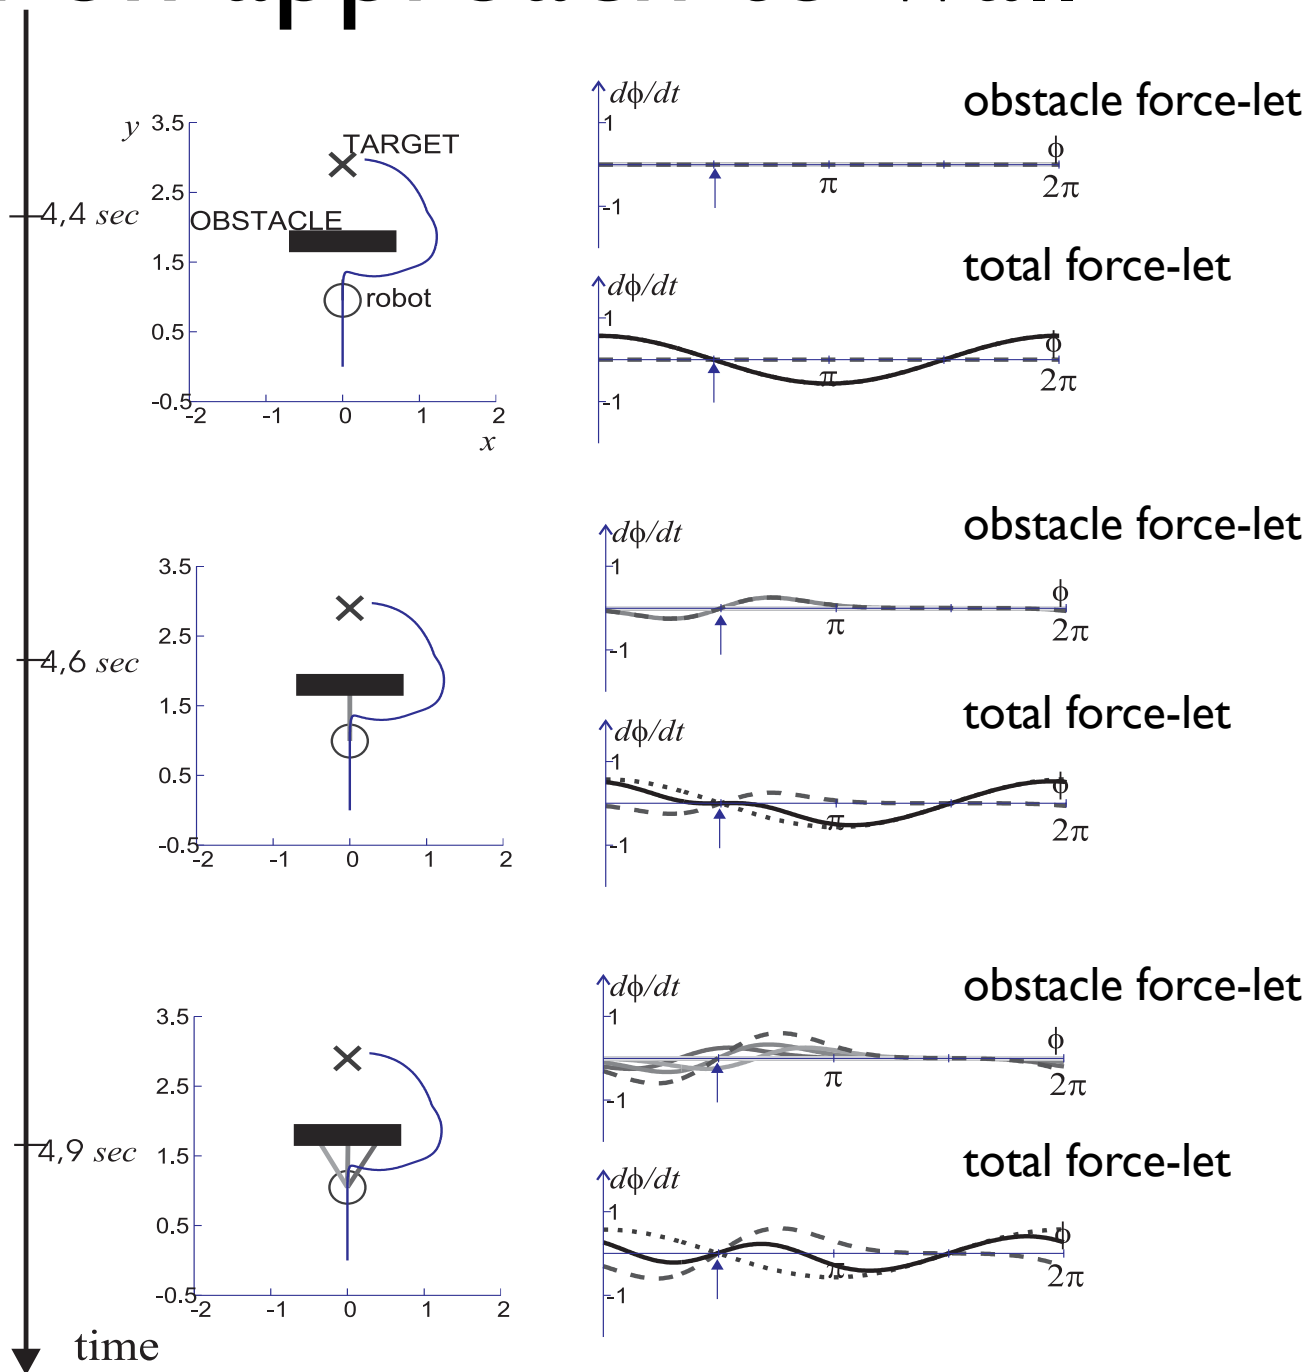 approach to wall
obstacle force-let
dϕ/dt
1
ϕ
π
2π
-1
y
3.5
TARGET
2.5
4,4 sec
OBSTACLE
1.5
robot
0.5
-0.5
-2 -1 0 1 2
x
total force-let
dϕ/dt
1
ϕ
π
2π
-1
obstacle force-let
dϕ/dt
1
ϕ
π
2π
-1
3.5
2.5
4,6 sec
1.5
0.5
-0.5
-2 -1 0 1 2
total force-let
dϕ/dt
1
ϕ
π
2π
-1
obstacle force-let
dϕ/dt
1
ϕ
π
2π
-1
3.5
2.5
4,9 sec
1.5
0.5
-0.5
-2 -1 0 1 2
total force-let
dϕ/dt
1
ϕ
π
2π
-1
time